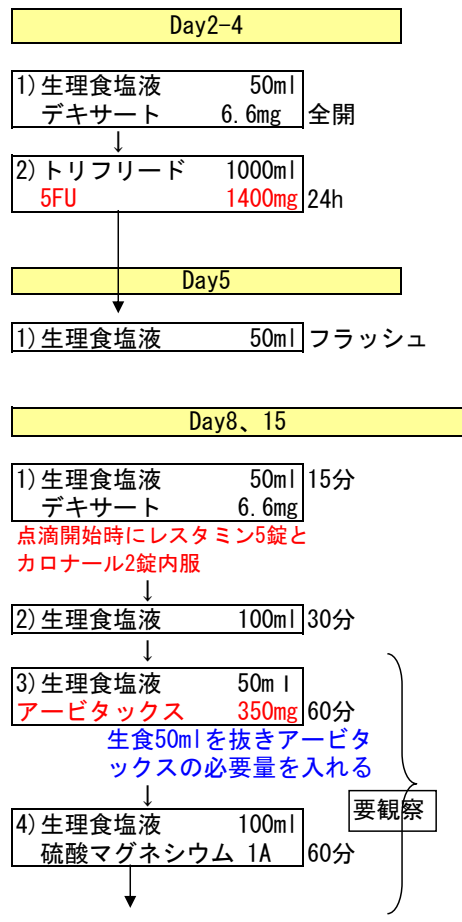 Day2-4
1)生理食塩液 50ml
デキサート 6.6mg 全開
↓
2)トリフリード 1000ml
5FU 1400mg 24h
Day5
1)生理食塩液 50ml フラッシュ
Day8、15
1)生理食塩液 50ml 15分
デキサート 6.6mg
点滴開始時にレスタミン5錠と
カロナール2錠内服
↓
2)生理食塩液 100ml 30分
↓
3)生理食塩液 50ml
アービタックス 350mg 60分
生食50mlを抜きアービタ
ックスの必要量を入れる
↓
要観察
4)生理食塩液 100ml
硫酸マグネシウム 1A 60分